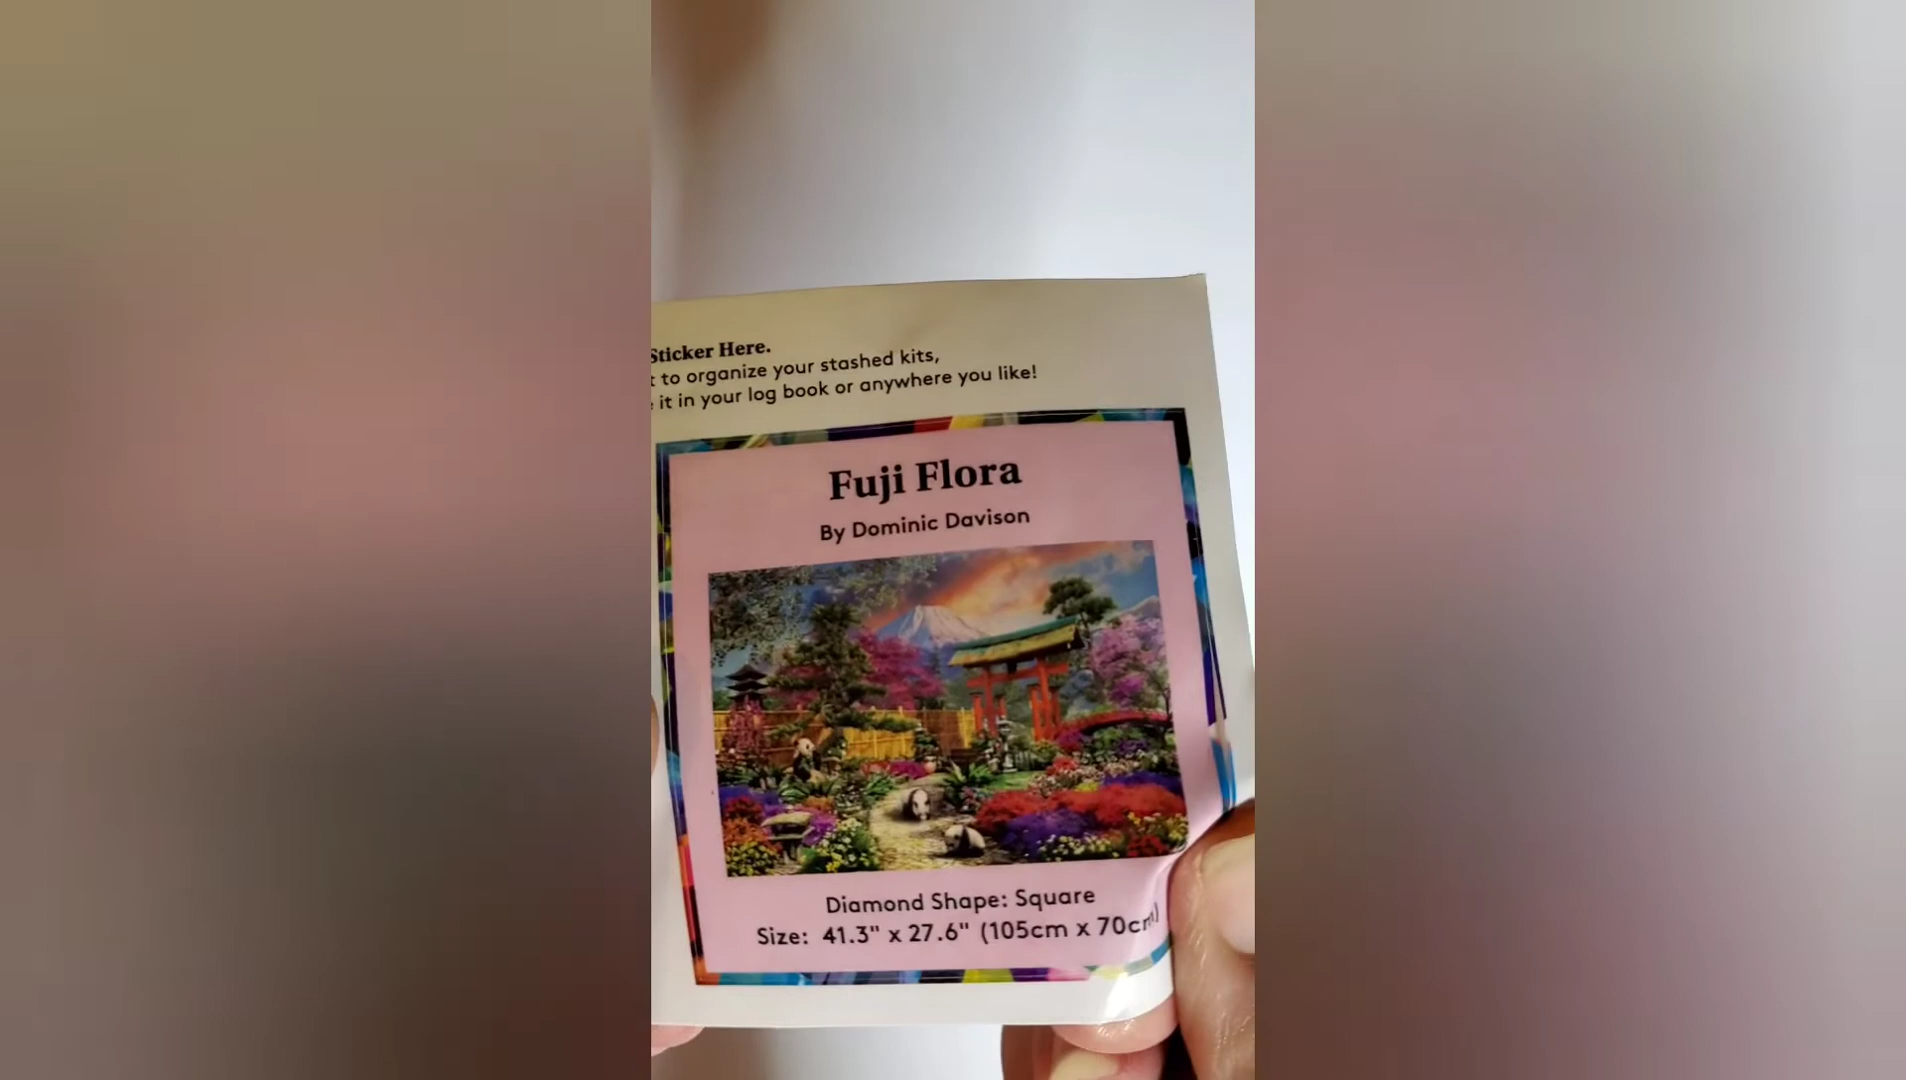 Sticker Here.
to organize your stashed kits,
it in your log book or anywhere you like!
Fuji Flora
By Dominic Davison
Diamond Shape: Square
Size: 41.3" x 27.6" (105cm x 70cm)